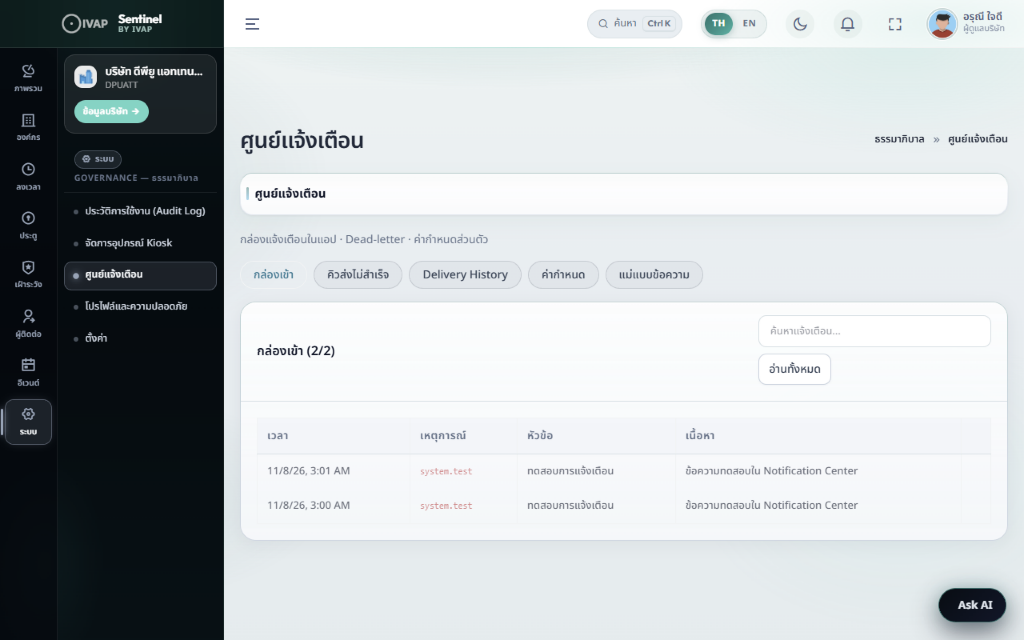 IVAP Sentinel
BY IVAP
ค้นหา Ctrl K
TH EN
อรุณี ใจดี
ผู้ดูแลบริษัท
ภาพรวม
องค์กร
ลงเวลา
ประตู
เฝ้าระวัง
ผู้ติดต่อ
อีเวนต์
ระบบ
บริษัท ดีพียู แอทเทน...
DPUATT
ข้อมูลบริษัท →
ระบบ
GOVERNANCE — ธรรมาภิบาล
ประวัติการใช้งาน (Audit Log)
จัดการอุปกรณ์ Kiosk
ศูนย์แจ้งเตือน
โปรไฟล์และความปลอดภัย
ตั้งค่า
ศูนย์แจ้งเตือน
ธรรมาภิบาล » ศูนย์แจ้งเตือน
ศูนย์แจ้งเตือน
กล่องแจ้งเตือนในแอป · Dead-letter · ค่ากำหนดส่วนตัว
กล่องเข้า คิวส่งไม่สำเร็จ Delivery History ค่ากำหนด แม่แบบข้อความ
กล่องเข้า (2/2)
ค้นหาแจ้งเตือน...
อ่านทั้งหมด
เวลา เหตุการณ์ หัวข้อ เนื้อหา
11/8/26, 3:01 AM system.test ทดสอบการแจ้งเตือน ข้อความทดสอบใน Notification Center
11/8/26, 3:00 AM system.test ทดสอบการแจ้งเตือน ข้อความทดสอบใน Notification Center
Ask AI